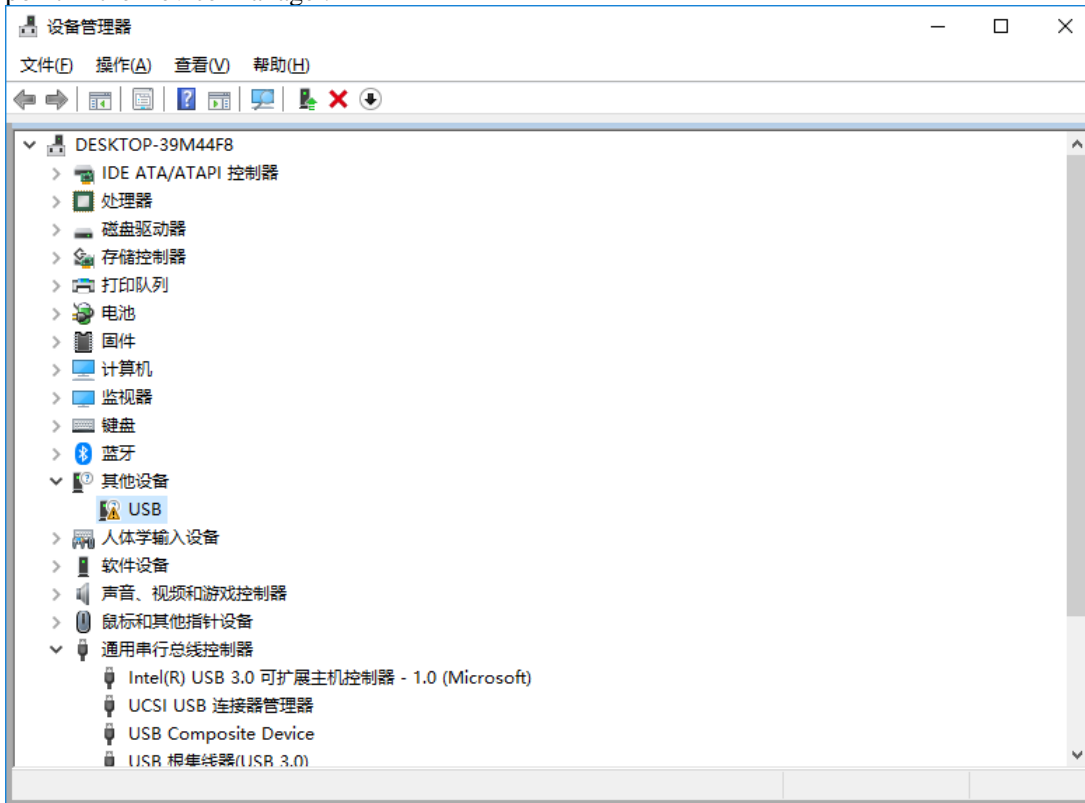 设备管理器
文件(F) 操作(A) 查看(V) 帮助(H)
DESKTOP-39M44F8
IDE ATA/ATAPI 控制器
处理器
磁盘驱动器
存储控制器
打印队列
电池
固件
计算机
监视器
键盘
蓝牙
其他设备
USB
人体学输入设备
软件设备
声音、视频和游戏控制器
鼠标和其他指针设备
通用串行总线控制器
Intel(R) USB 3.0 可扩展主机控制器 - 1.0 (Microsoft)
UCSI USB 连接器管理器
USB Composite Device
USB 根集线器(USB 3.0)